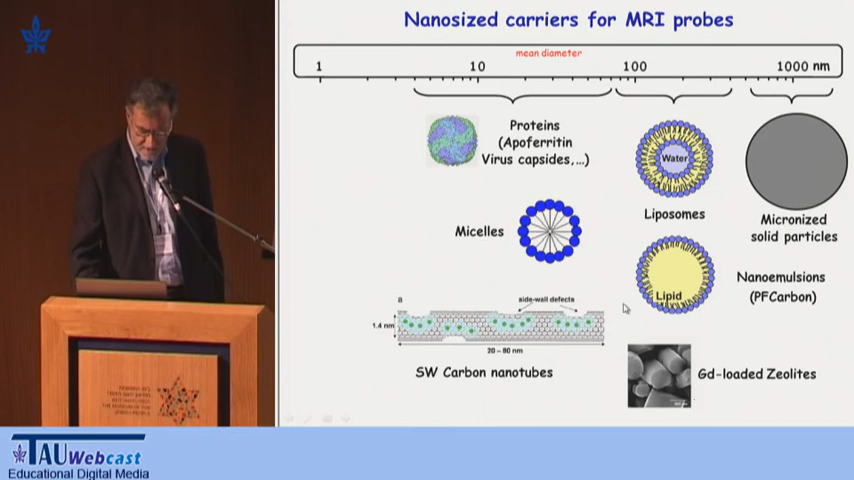 Nanosized carriers for MRI probes
mean diameter
1 10 100 1000 nm
Proteins
(Apoferritin
Virus capsides,...)
Water
Liposomes
Micronized
solid particles
Micelles
Lipid
Nanoemulsions
(PFCarbon)
a
side-wall defects
1.4 nm
20 – 80 nm
SW Carbon nanotubes
Gd-loaded Zeolites
TAU Webcast
Educational Digital Media